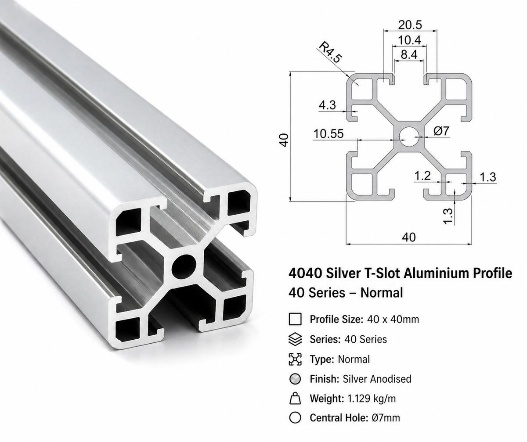 20.5
10.4
8.4
R4.5
4.3
40
10.55
Ø7
1.2
1.3
1.3
40
4040 Silver T-Slot Aluminium Profile
40 Series – Normal
Profile Size: 40 x 40mm
Series: 40 Series
Type: Normal
Finish: Silver Anodised
Weight: 1.129 kg/m
Central Hole: Ø7mm